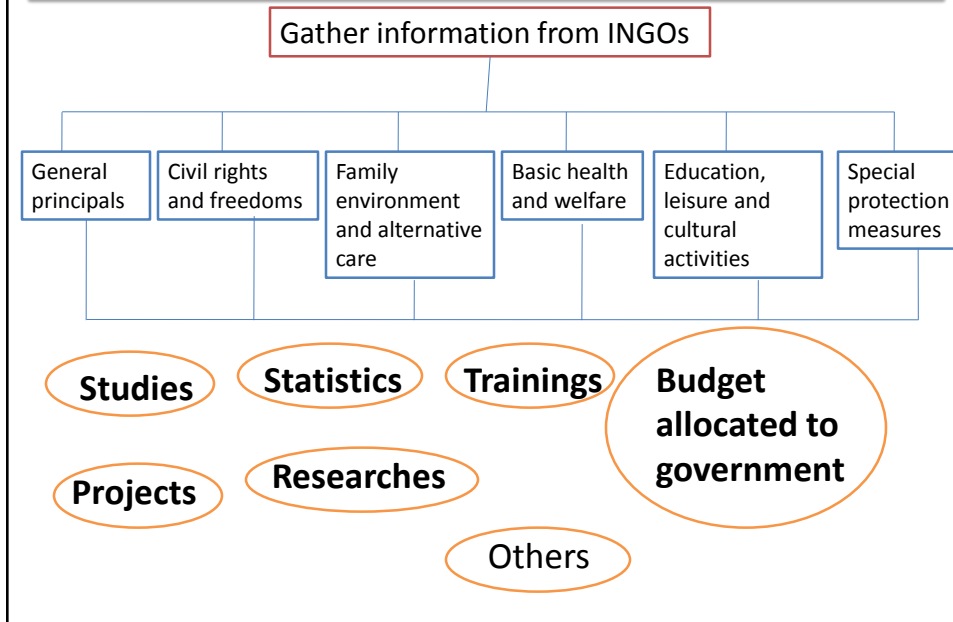 Gather information from INGOs
General
principals
Civil rights
and freedoms
Family
environment
and alternative
care
Basic health
and welfare
Education,
leisure and
cultural
activities
Special
protection
measures
Studies
Statistics
Trainings
Budget
allocated to
government
Projects
Researches
Others